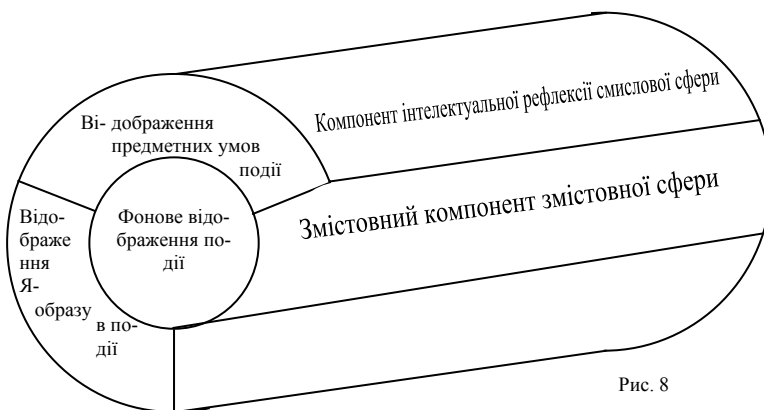 Ві- дображення
предметних умов
події
Компонент інтелектуальної рефлексії смислової сфери
Відо-
браже
ння
Я-
образу
в по-
дії
Фонове відо-
браження по-
дії
Змістовний компонент змістовної сфери
Рис. 8